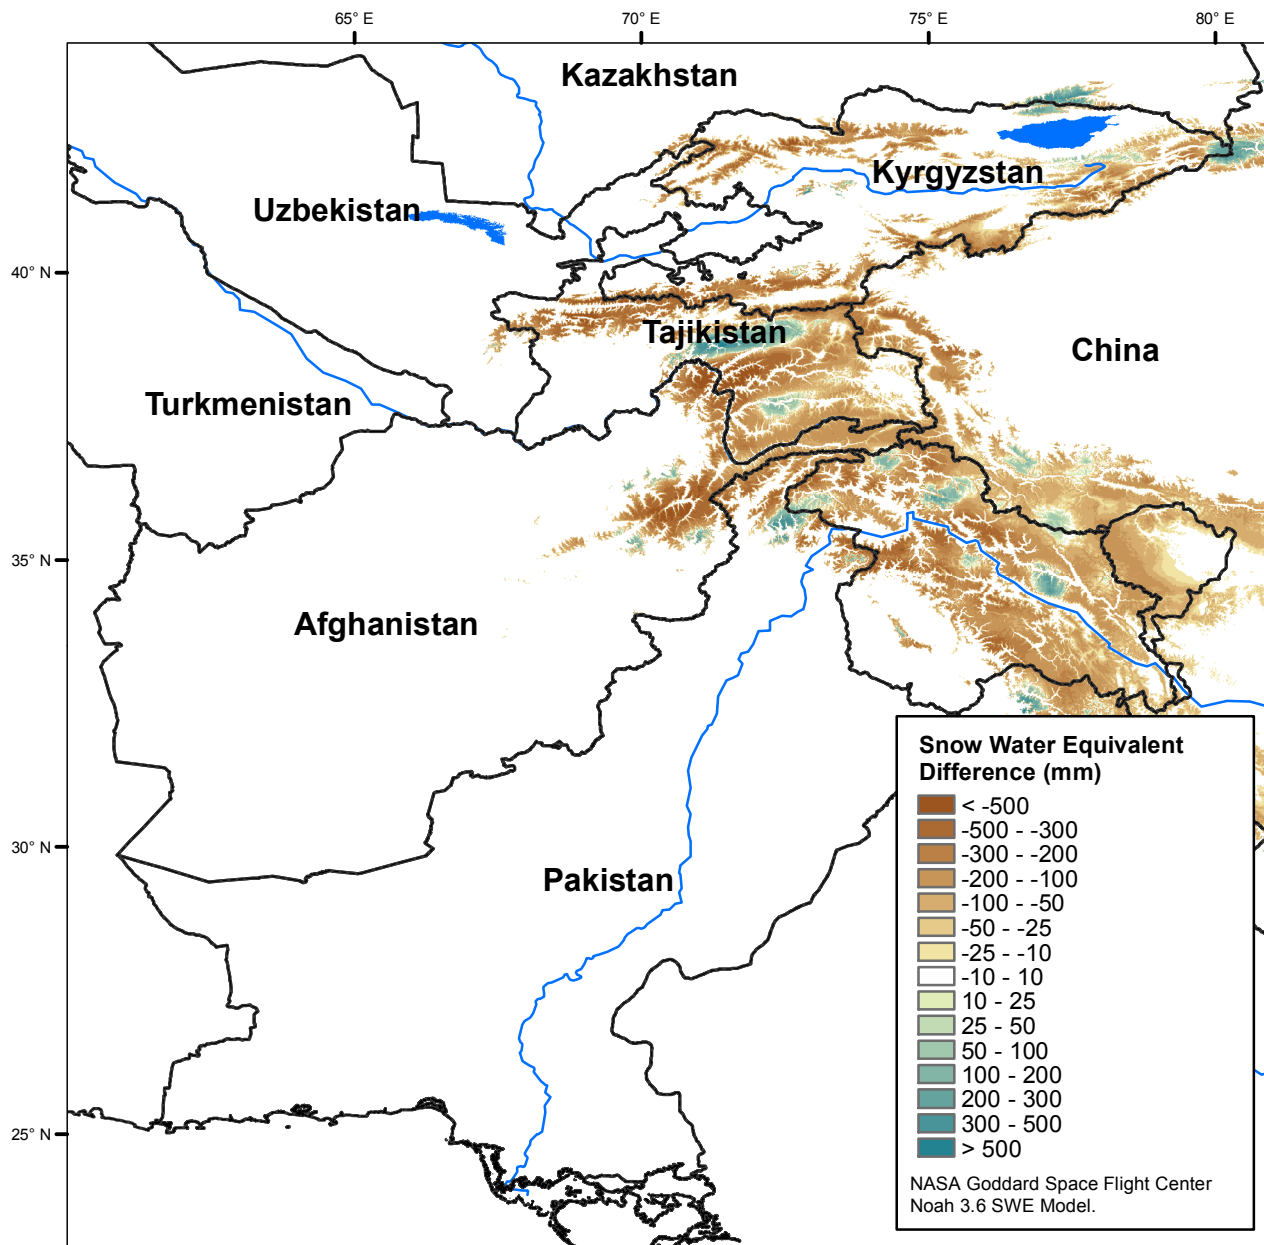 65° E
70° E
75° E
80° E
Kazakhstan
Kyrgyzstan
Uzbekistan
40° N
Tajikistan
China
Turkmenistan
35° N
Afghanistan
30° N
Pakistan
25° N
Snow Water Equivalent
Difference (mm)
< -500
-500 - -300
-300 - -200
-200 - -100
-100 - -50
-50 - -25
-25 - -10
-10 - 10
10 - 25
25 - 50
50 - 100
100 - 200
200 - 300
300 - 500
> 500
NASA Goddard Space Flight Center
Noah 3.6 SWE Model.